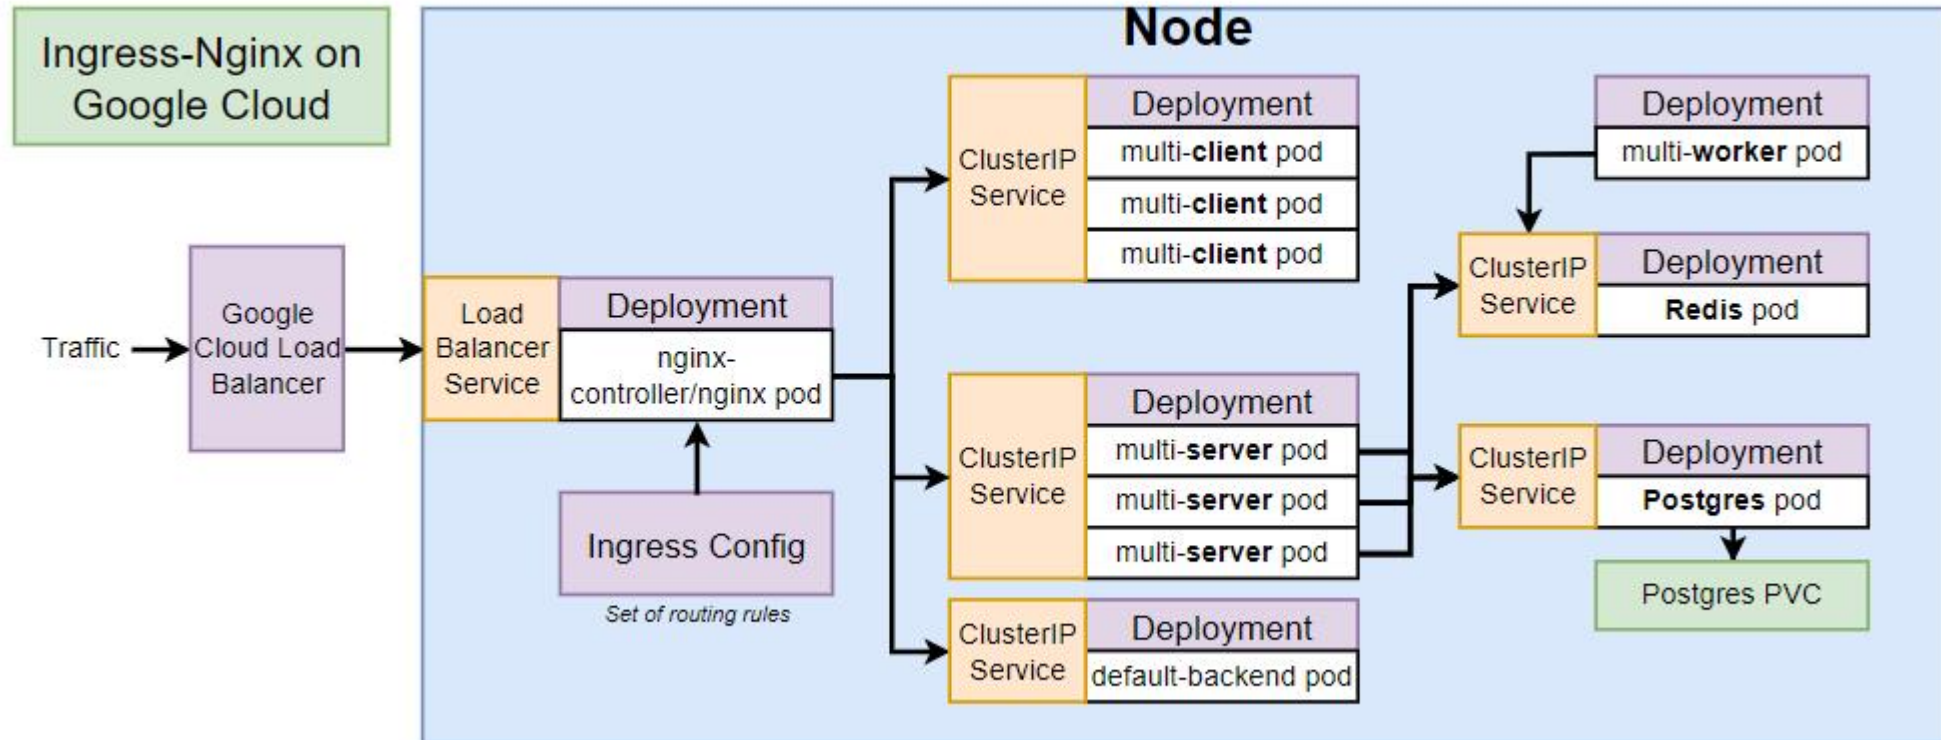 Ingress-Nginx on
Google Cloud
Node
Traffic
Google
Cloud Load
Balancer
Load
Balancer
Service
Deployment
nginx-
controller/nginx pod
Ingress Config
Set of routing rules
ClusterIP
Service
Deployment
multi-client pod
multi-client pod
multi-client pod
ClusterIP
Service
Deployment
multi-server pod
multi-server pod
multi-server pod
ClusterIP
Service
Deployment
default-backend pod
Deployment
multi-worker pod
ClusterIP
Service
Deployment
Redis pod
ClusterIP
Service
Deployment
Postgres pod
Postgres PVC